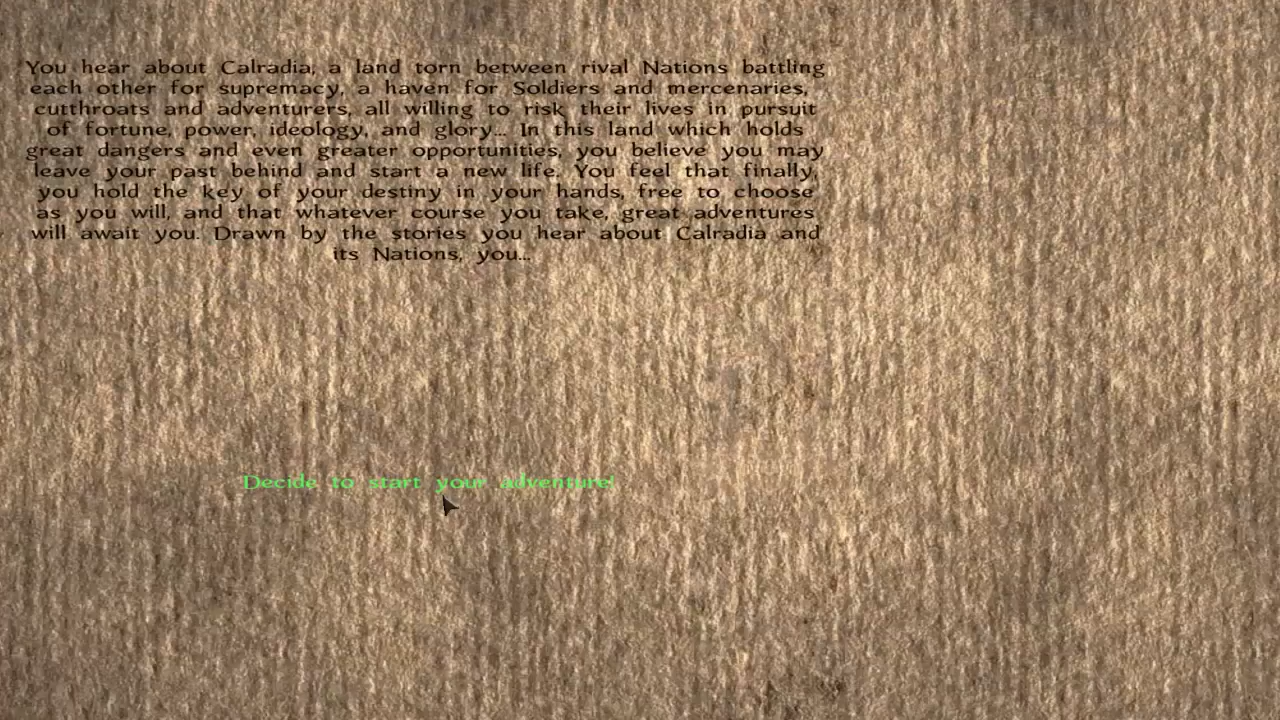 You hear about Calradia, a land torn between rival Nations battling
each other for supremacy, a haven for Soldiers and mercenaries,
cutthroats and adventurers, all willing to risk their lives in pursuit
of fortune, power, ideology, and glory... In this land which holds
great dangers and even greater opportunities, you believe you may
leave your past behind and start a new life. You feel that finally,
you hold the key of your destiny in your hands, free to choose
as you will, and that whatever course you take, great adventures
will await you. Drawn by the stories you hear about Calradia and
its Nations, you...
Decide to start your adventure!